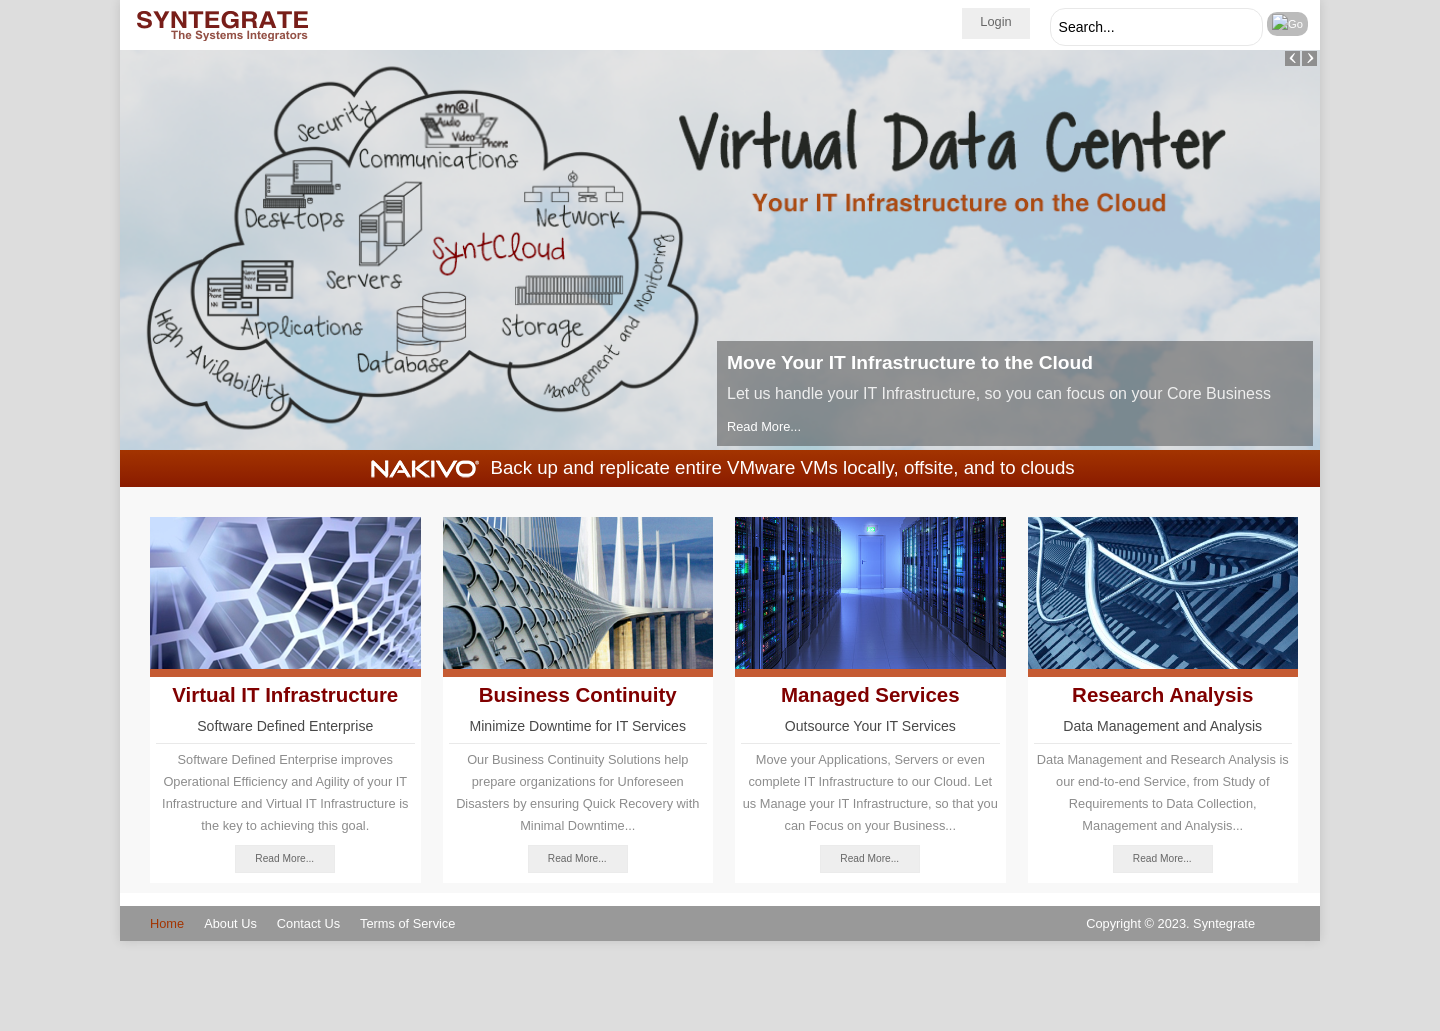 SYNTEGRATE
The Systems Integrators
Login
Search...
Go
Security
em@il
Audio
Video
Phone
Communications
Desktops
Network
SyntCloud
Servers
Name
Phone
NN
Name
Phone
NN
Applications
Storage
Database
High Avilability
Management and Monitoring
Virtual Data Center
Your IT Infrastructure on the Cloud
Move Your IT Infrastructure to the Cloud
Let us handle your IT Infrastructure, so you can focus on your Core Business
Read More...
NAKIVO® Back up and replicate entire VMware VMs locally, offsite, and to clouds
Virtual IT Infrastructure
Software Defined Enterprise
Software Defined Enterprise improves
Operational Efficiency and Agility of your IT
Infrastructure and Virtual IT Infrastructure is
the key to achieving this goal.
Read More...
Business Continuity
Minimize Downtime for IT Services
Our Business Continuity Solutions help
prepare organizations for Unforeseen
Disasters by ensuring Quick Recovery with
Minimal Downtime...
Read More...
Managed Services
Outsource Your IT Services
Move your Applications, Servers or even
complete IT Infrastructure to our Cloud. Let
us Manage your IT Infrastructure, so that you
can Focus on your Business...
Read More...
Research Analysis
Data Management and Analysis
Data Management and Research Analysis is
our end-to-end Service, from Study of
Requirements to Data Collection,
Management and Analysis...
Read More...
Home About Us Contact Us Terms of Service
Copyright © 2023. Syntegrate